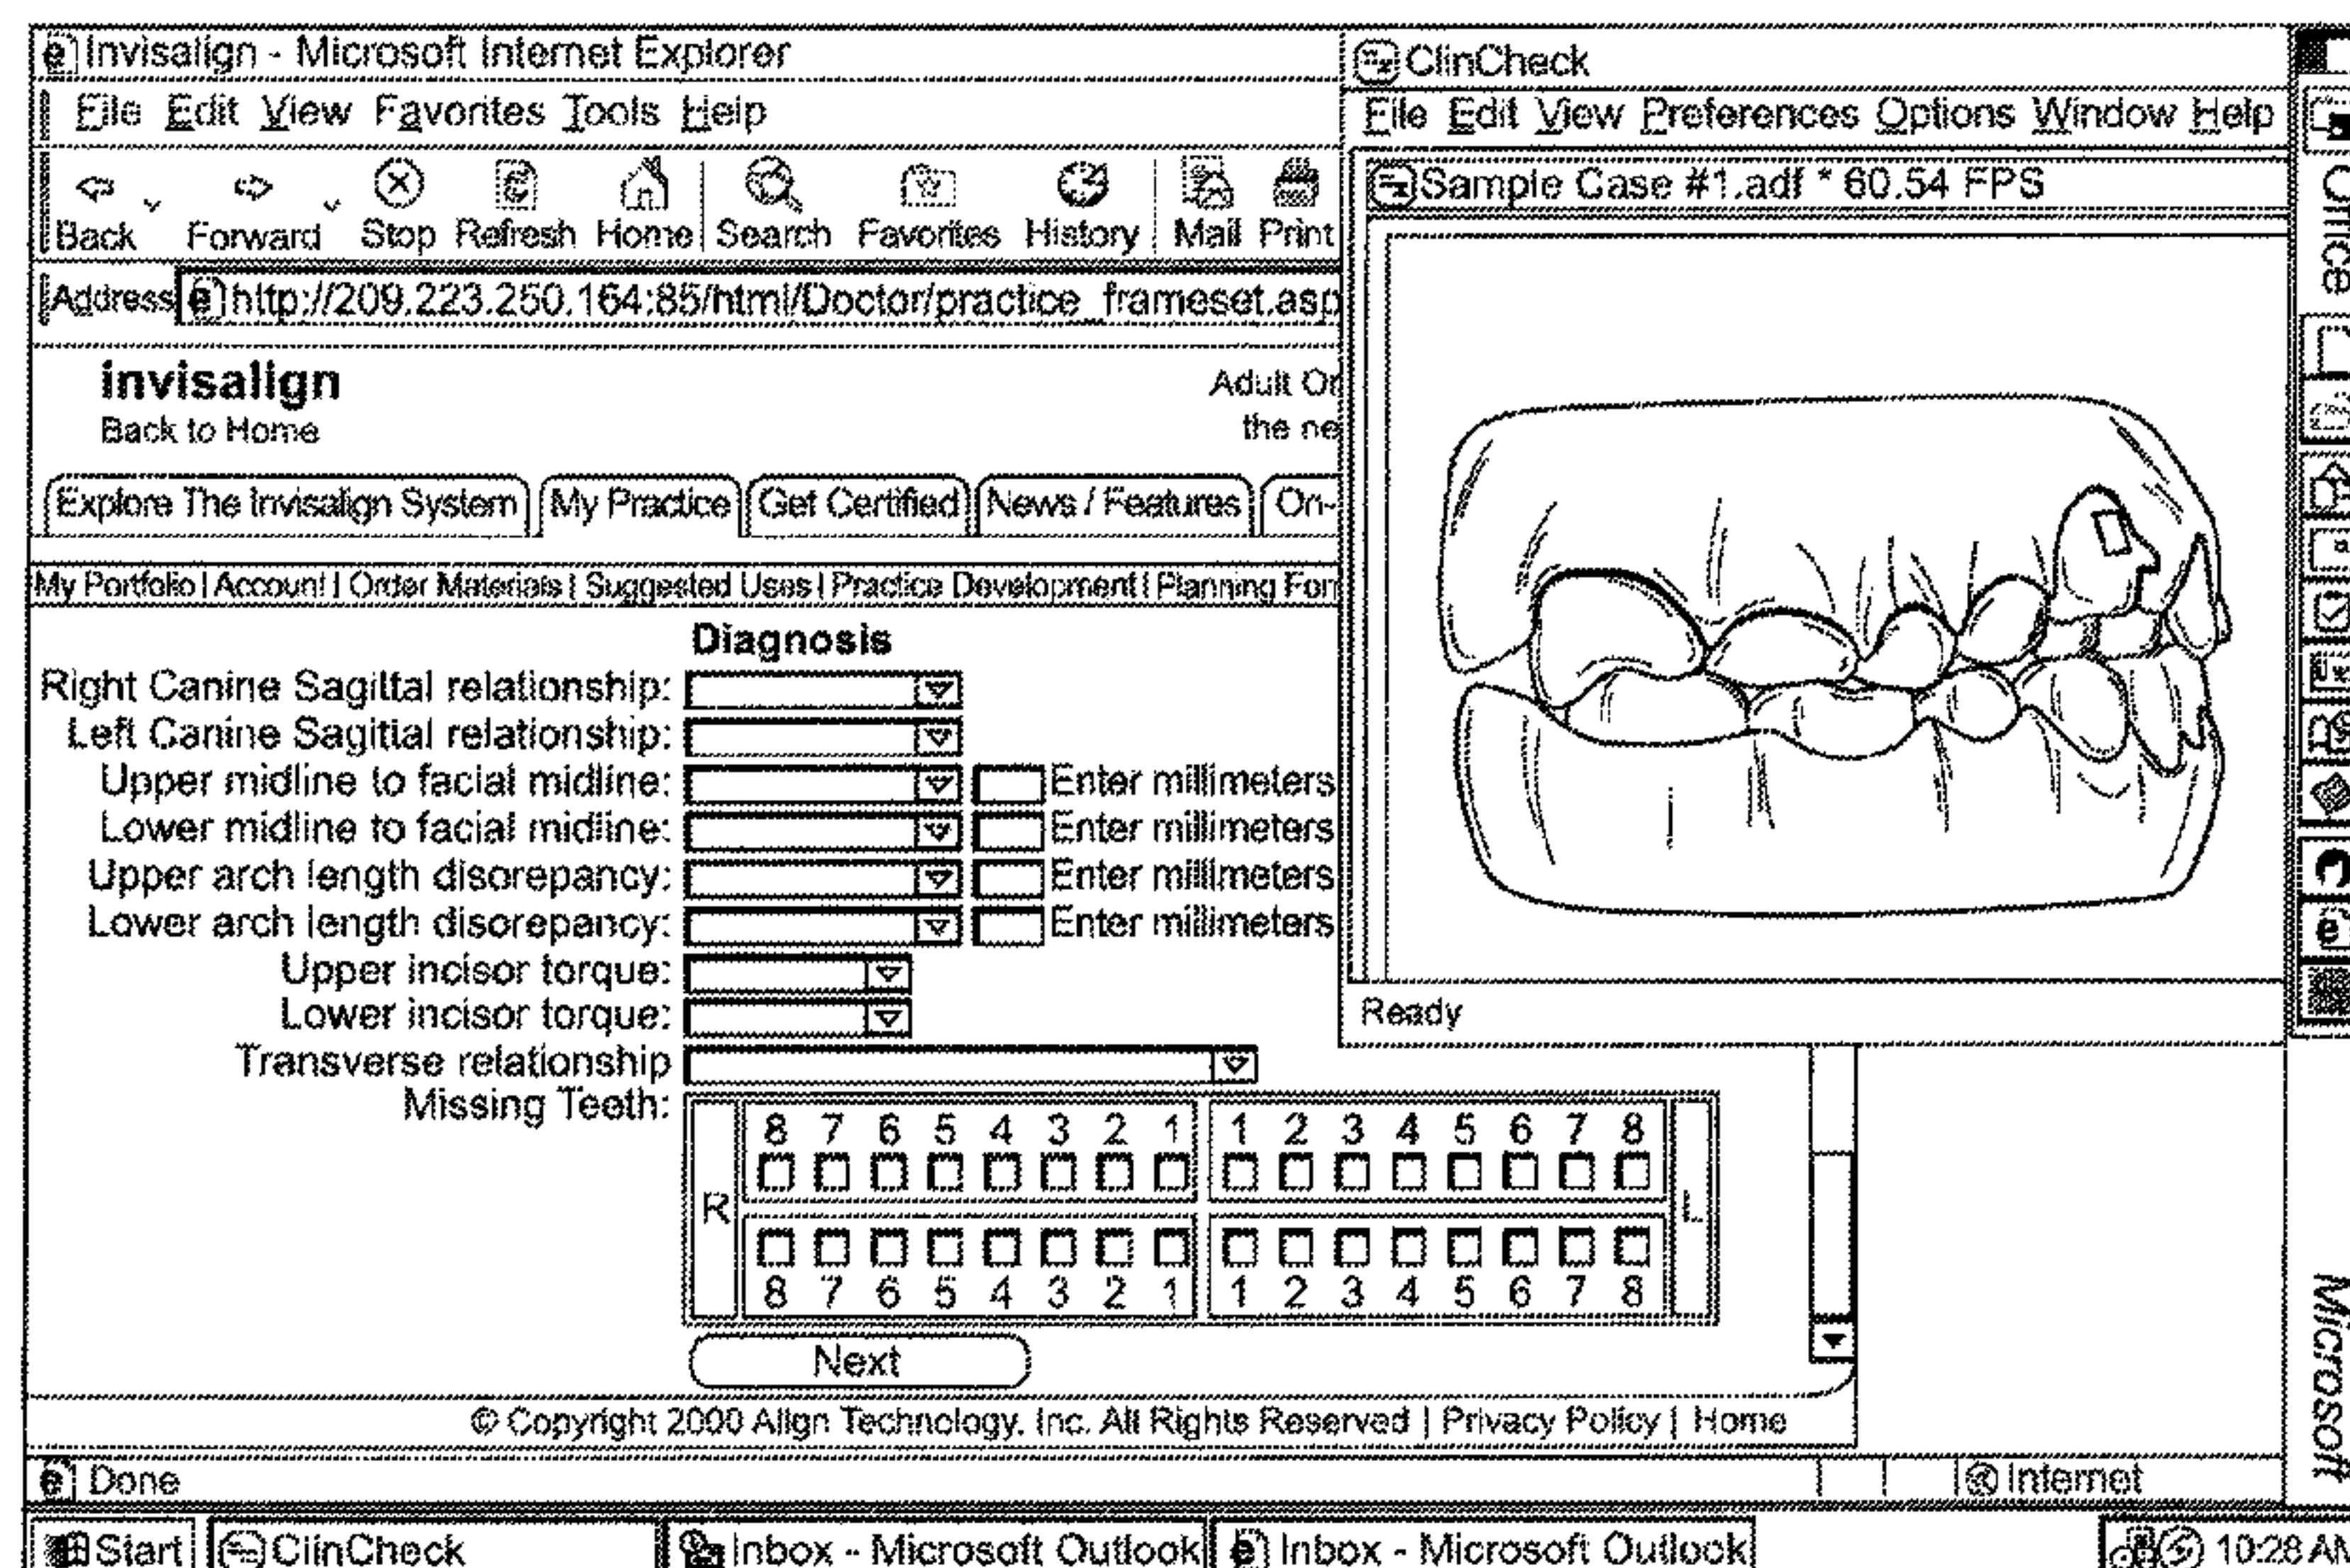 Invisalign - Microsoft Internet Explorer
File Edit View Favorites Tools Help
Back Forward Stop Refresh Home Search Favorites History Mail Print
Address http://209.223.250.164:85/html/Doctor/practice_frameset.asp
invisalign
Back to Home
Adult Or
the ne
Explore The Invisalign System My Practice Get Certified News / Features On-
My Portfolio | Account | Order Materials | Suggested Uses | Practice Development | Planning For
Diagnosis
Right Canine Sagittal relationship:
Left Canine Sagittal relationship:
Upper midline to facial midline: Enter millimeters
Lower midline to facial midline: Enter millimeters
Upper arch length disorepancy: Enter millimeters
Lower arch length disorepancy: Enter millimeters
Upper incisor torque:
Lower incisor torque:
Transverse relationship
Missing Teeth:
8 7 6 5 4 3 2 1 1 2 3 4 5 6 7 8
R L
8 7 6 5 4 3 2 1 1 2 3 4 5 6 7 8
Next
© Copyright 2000 Align Technology, Inc. All Rights Reserved | Privacy Policy | Home
Done
Internet
ClinCheck
File Edit View Preferences Options Window Help
Sample Case #1.adf * 60.54 FPS
Ready
Office
Microsoft
Start ClinCheck Inbox - Microsoft Outlook Inbox - Microsoft Outlook 10:28 AM